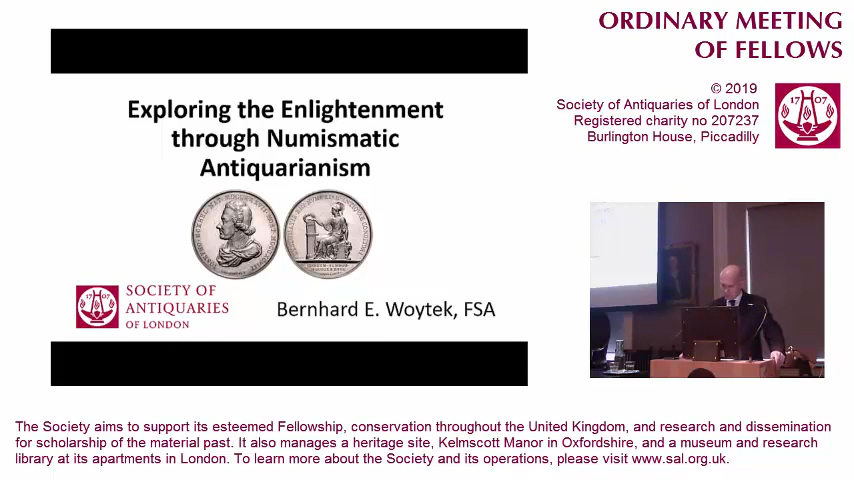 ORDINARY MEETING
OF FELLOWS
© 2019
Society of Antiquaries of London
Registered charity no 207237
Burlington House, Piccadilly
17 07
Exploring the Enlightenment
through Numismatic
Antiquarianism
17 07
SOCIETY OF
ANTIQUARIES
OF LONDON
Bernhard E. Woytek, FSA
The Society aims to support its esteemed Fellowship, conservation throughout the United Kingdom, and research and dissemination
for scholarship of the material past. It also manages a heritage site, Kelmscott Manor in Oxfordshire, and a museum and research
library at its apartments in London. To learn more about the Society and its operations, please visit www.sal.org.uk.